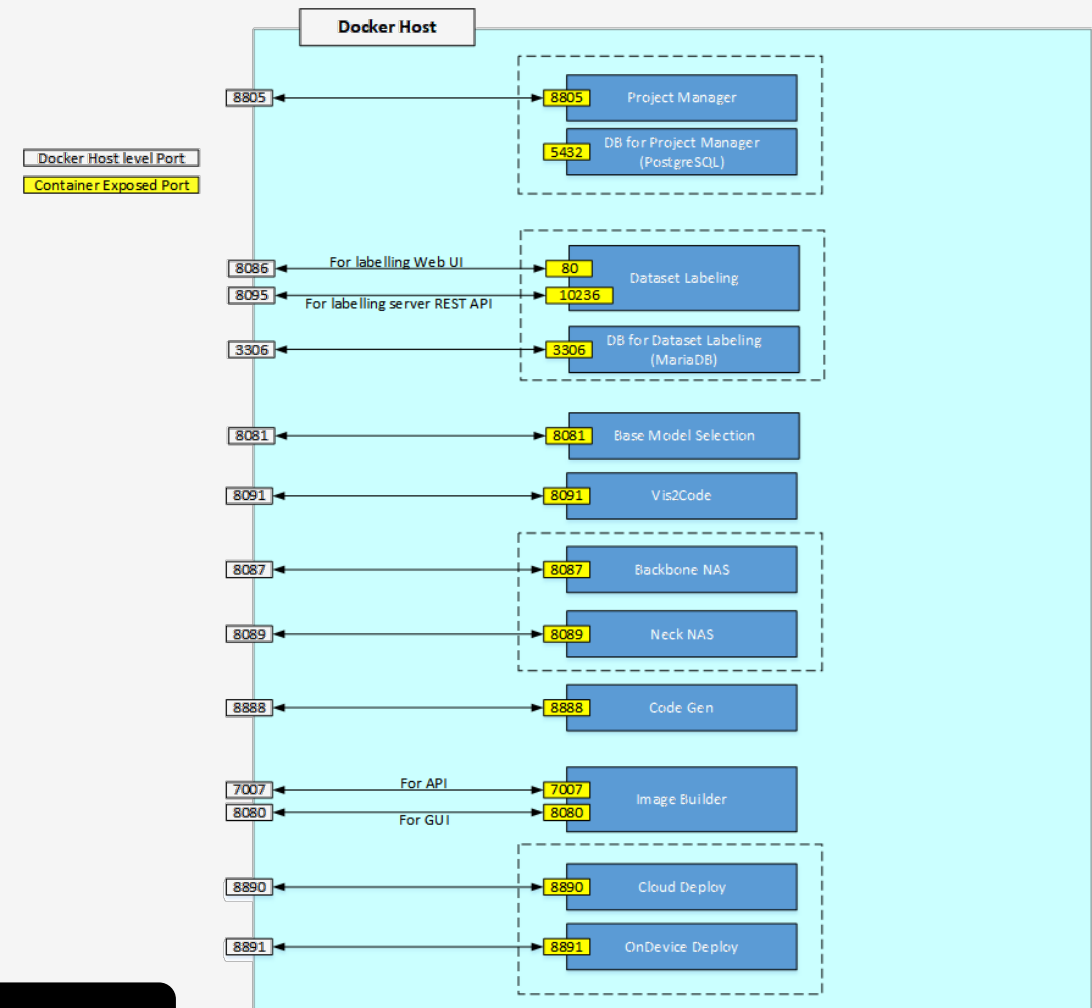 Docker Host
8805
8805
Project Manager
5432
DB for Project Manager
(PostgreSQL)
Docker Host level Port
Container Exposed Port
8086
For labelling Web UI
80
Dataset Labeling
8095
For labelling server REST API
10236
3306
3306
DB for Dataset Labeling
(MariaDB)
8081
8081
Base Model Selection
8091
8091
Vis2Code
8087
8087
Backbone NAS
8089
8089
Neck NAS
8888
8888
Code Gen
7007
For API
7007
Image Builder
8080
For GUI
8080
8890
8890
Cloud Deploy
8891
8891
OnDevice Deploy